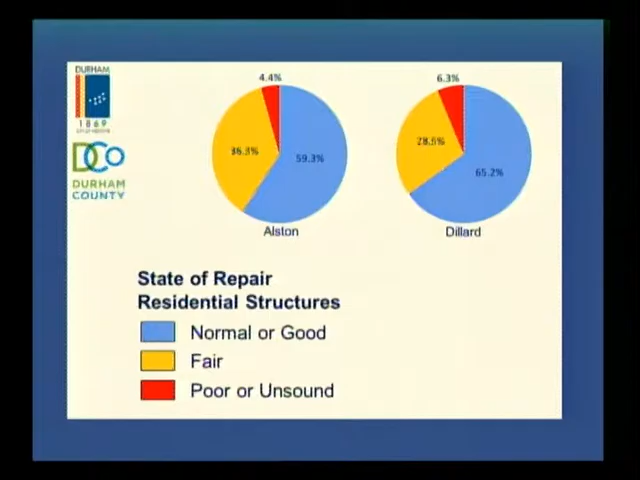 DURHAM
1869
DCO
DURHAM
COUNTY
4.4%
36.3%
59.3%
Alston
6.3%
28.5%
65.2%
Dillard
State of Repair
Residential Structures
Normal or Good
Fair
Poor or Unsound